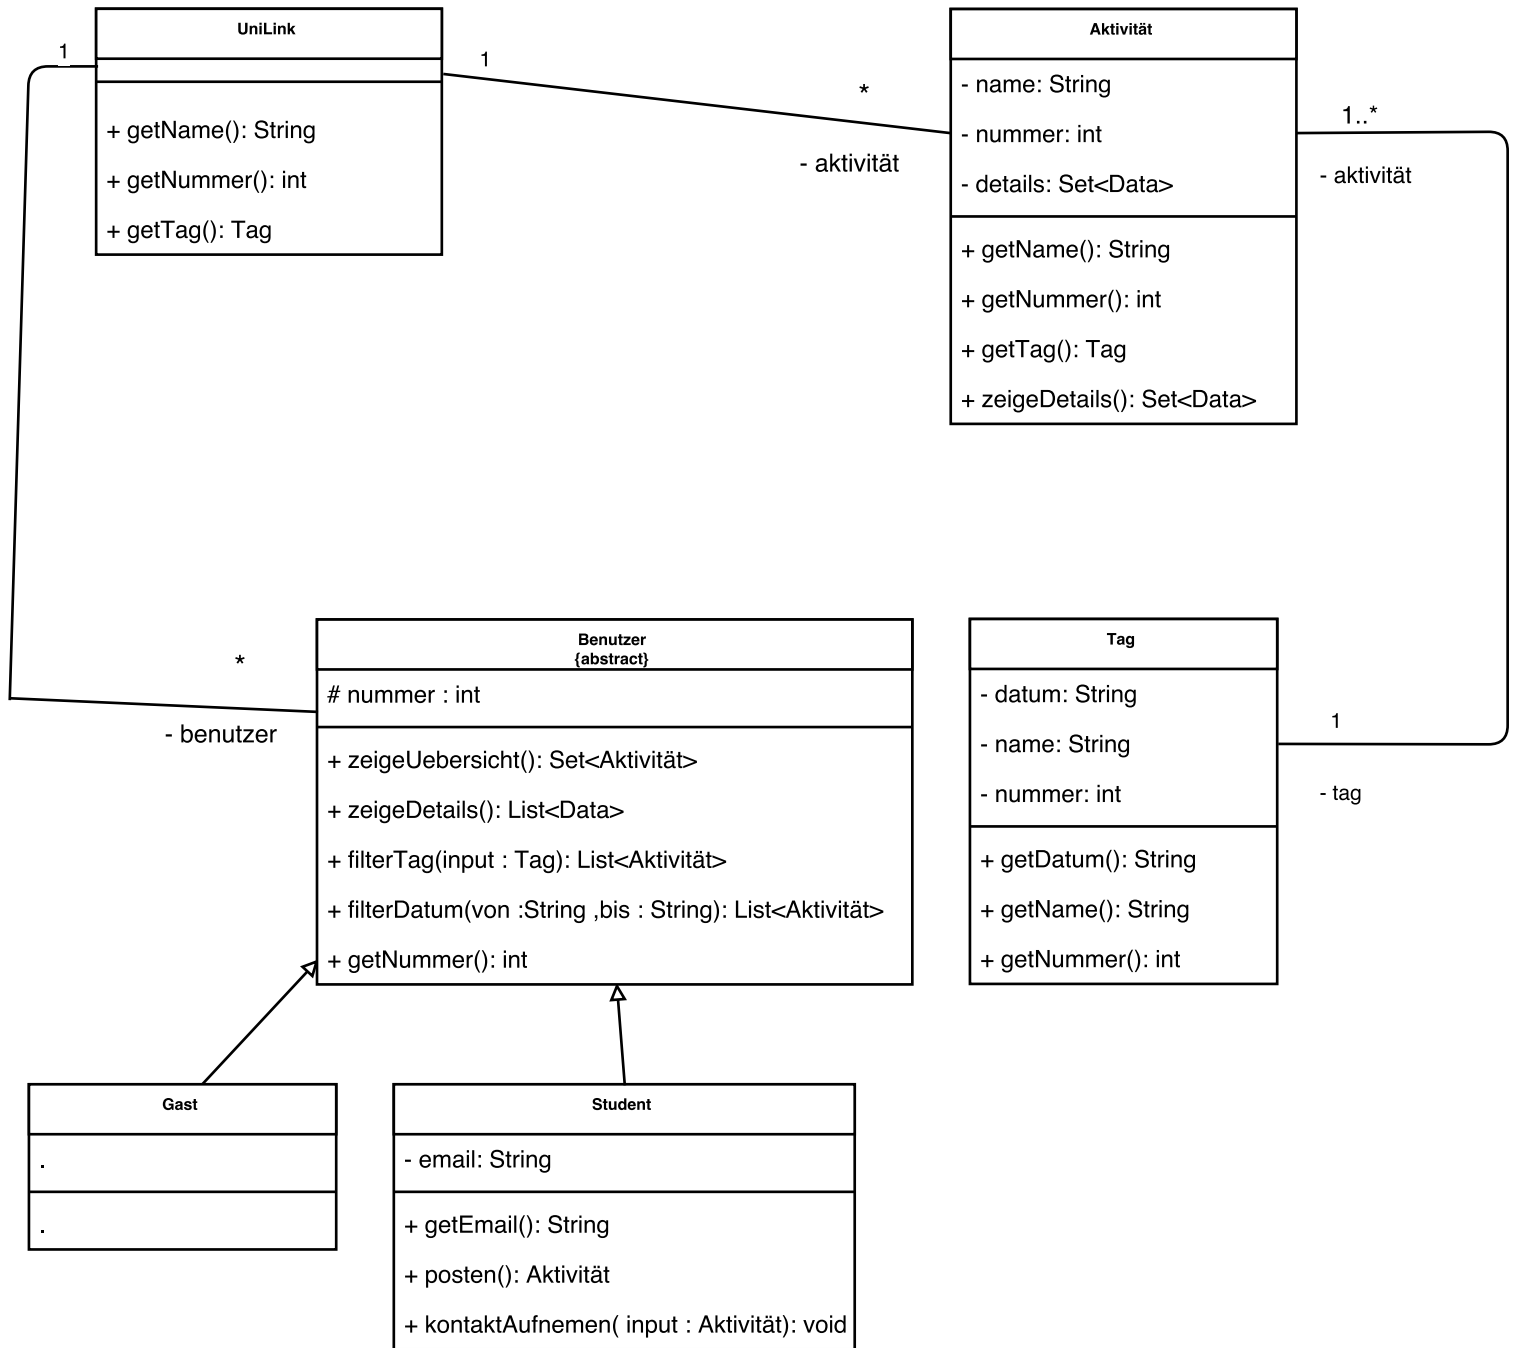 UniLink
+ getName(): String
+ getNummer(): int
+ getTag(): Tag
1
1
*
- aktivität
Aktivität
- name: String
- nummer: int
- details: Set<Data>
+ getName(): String
+ getNummer(): int
+ getTag(): Tag
+ zeigeDetails(): Set<Data>
1..*
- aktivität
*
- benutzer
Benutzer
{abstract}
# nummer : int
+ zeigeUebersicht(): Set<Aktivität>
+ zeigeDetails(): List<Data>
+ filterTag(input : Tag): List<Aktivität>
+ filterDatum(von :String ,bis : String): List<Aktivität>
+ getNummer(): int
Tag
- datum: String
- name: String
- nummer: int
+ getDatum(): String
+ getName(): String
+ getNummer(): int
1
- tag
Gast
.
.
Student
- email: String
+ getEmail(): String
+ posten(): Aktivität
+ kontaktAufnemen( input : Aktivität): void